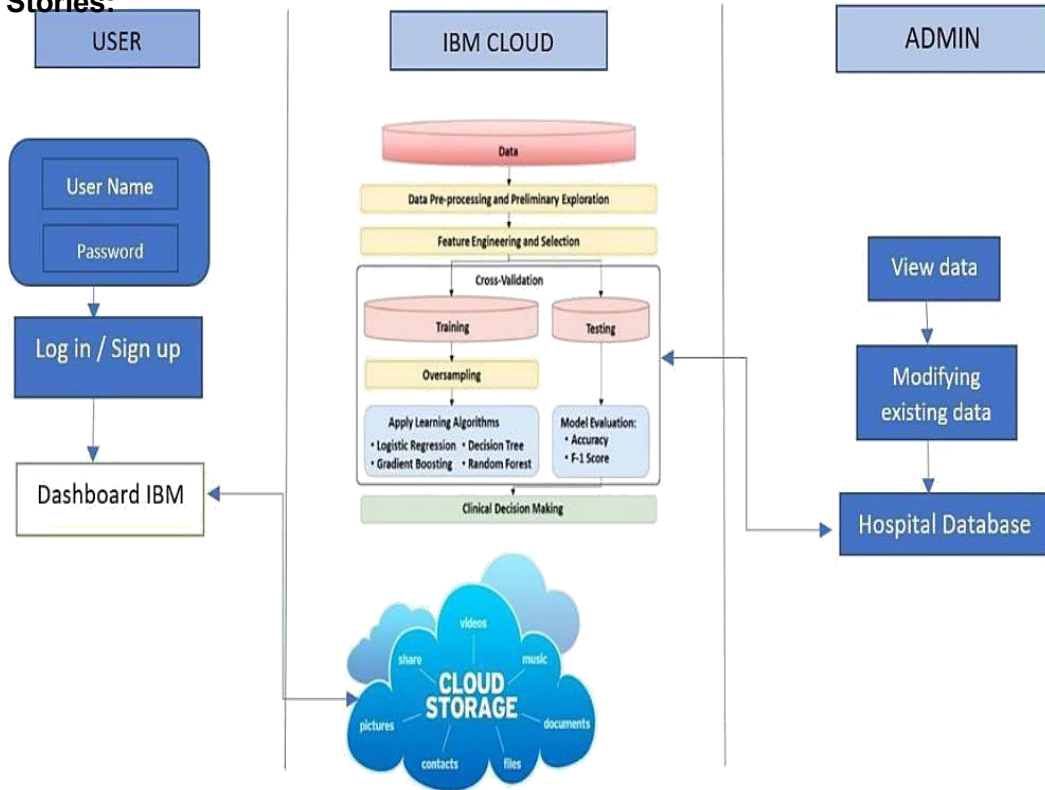 Stories:
USER
User Name
Password
Log in / Sign up
Dashboard IBM
IBM CLOUD
Data
Data Pre-processing and Preliminary Exploration
Feature Engineering and Selection
Cross-Validation
Training
Testing
Oversampling
Apply Learning Algorithms
• Logistic Regression • Decision Tree
• Gradient Boosting • Random Forest
Model Evaluation:
• Accuracy
• F-1 Score
Clinical Decision Making
videos
share
music
CLOUD
STORAGE
pictures
documents
contacts
files
ADMIN
View data
Modifying
existing data
Hospital Database